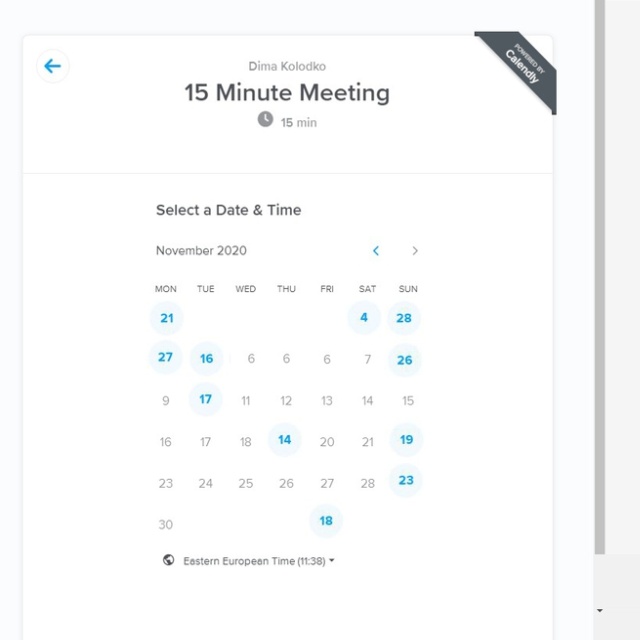 Dima Kolodko
POWERED BY
Calendly
15 Minute Meeting
15 min
Select a Date & Time
November 2020
MON TUE WED THU FRI SAT SUN
21 4 28
27 16 6 6 6 7 26
9 17 11 12 13 14 15
16 17 18 14 20 21 19
23 24 25 26 27 28 23
30 18
Eastern European Time (11:38)